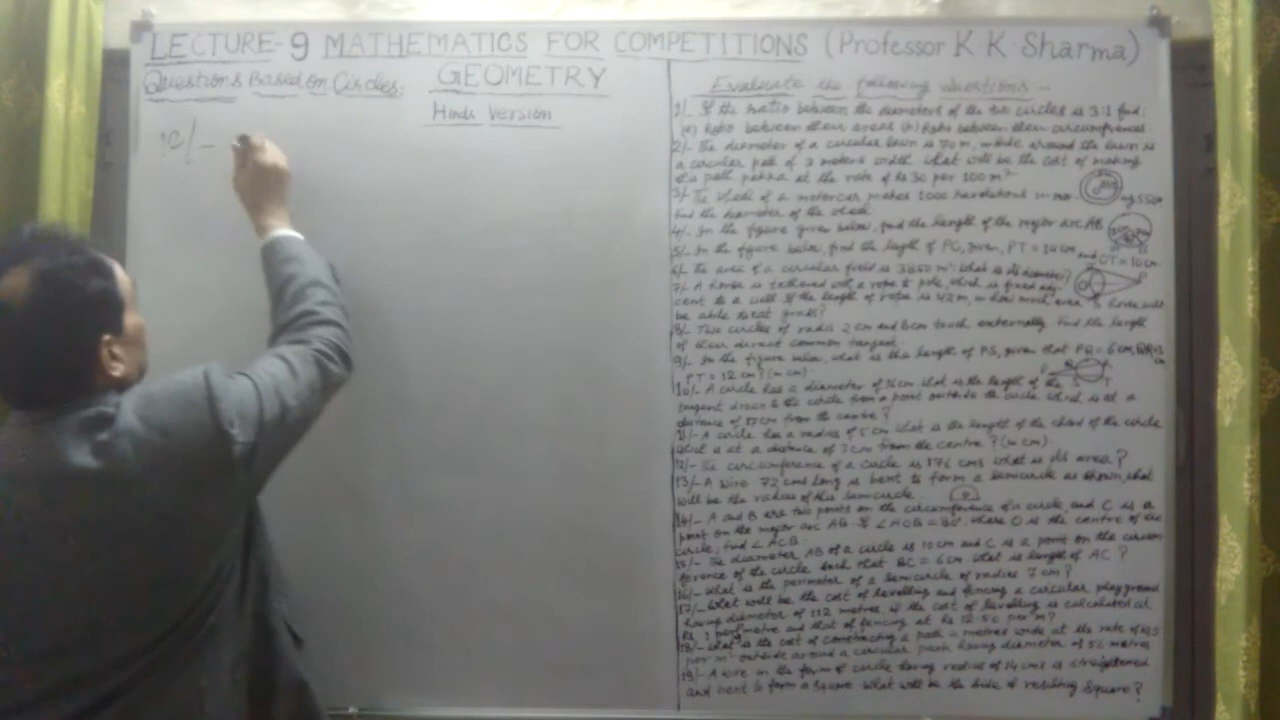 LECTURE-9 MATHEMATICS FOR COMPETITIONS (Professor K K Sharma)
Questions Based on Circles:
GEOMETRY
Hindi Version
Evaluate the following Questions:-
1/- If the ratio between the diameters of the two circles is 3:1 find:
(a) Ratio between their areas (b) Ratio between their circumferences.
2/- The diameter of a circular lawn is 70 m, outside around the lawn is
a circular path of 7 meters width. What will be the cost of making
this path pakka at the rate of Rs 30 per 100 m²
3/- The wheel of a motorcar makes 1000 revolutions in
Find the diameter of the wheel.
4/- In the figure given below, find the length of the major arc AB
5/- In the figure below, find the length of PC, given, PT = 14 cm and OT = 10 cm
6/- The area of a circular field is 3850 m². What is its diameter?
7/- A horse is tethered with a rope to pole, which is fixed adj-
cent to a wall. If the length of rope is 42 m, in how much area horse will
be able to eat grass?
8/- Two circles of radii 2 cm and 8 cm touch externally. Find the length
of their direct common tangent.
9/- In the figure below, what is the length of PS, given that PQ = 6 cm,
PT = 12 cm? (in cm)
10/- A circle has a diameter of 16 cm. What is the length of the
tangent drawn to the circle from a point outside the circle which is at a
distance of 17 cm from the centre?
11/- A circle has a radius of 5 cm. What is the length of the chord of the circle
which is at a distance of 3 cm from the centre? (in cm)
12/- The circumference of a circle is 176 cms. What is its area?
13/- A wire 72 cms long is bent to form a semicircle as shown, what
will be the radius of this semicircle.
14/- A and B are two points on the circumference of a circle, and C is a
point on the major arc AB. If ∠AOB = 80°. Where O is the centre of the
circle; find ∠ACB.
15/- The diameter AB of a circle is 10 cm and C is a point on the circum
ference of the circle such that BC = 6 cm. What is length of AC?
16/- What is the perimeter of a semicircle of radius 7 cm?
17/- What will be the cost of levelling and fencing a circular playground
having diameter of 112 metres if the cost of levelling is calculated at
Rs 1 per metre and that of fencing at Rs 12.50 per m?
18/- What is the cost of constructing a path metres wide at the rate of
per m² outside around a circular park having diameter of 56 metres
19/- A wire in the form of circle having radius of 14 cms is straightened
and bent to form a square. What will be the side of resulting square?